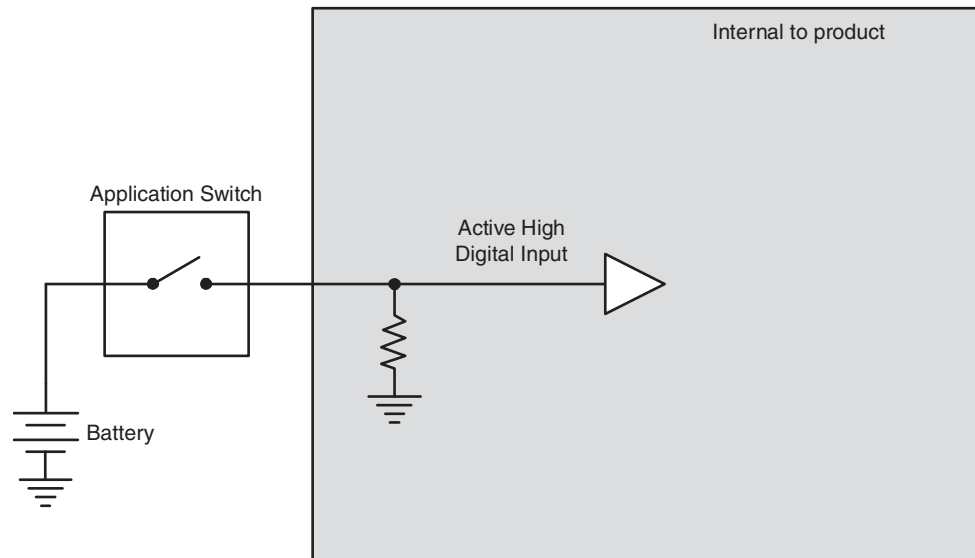 Internal to product
Application Switch
Active High
Digital Input
Battery